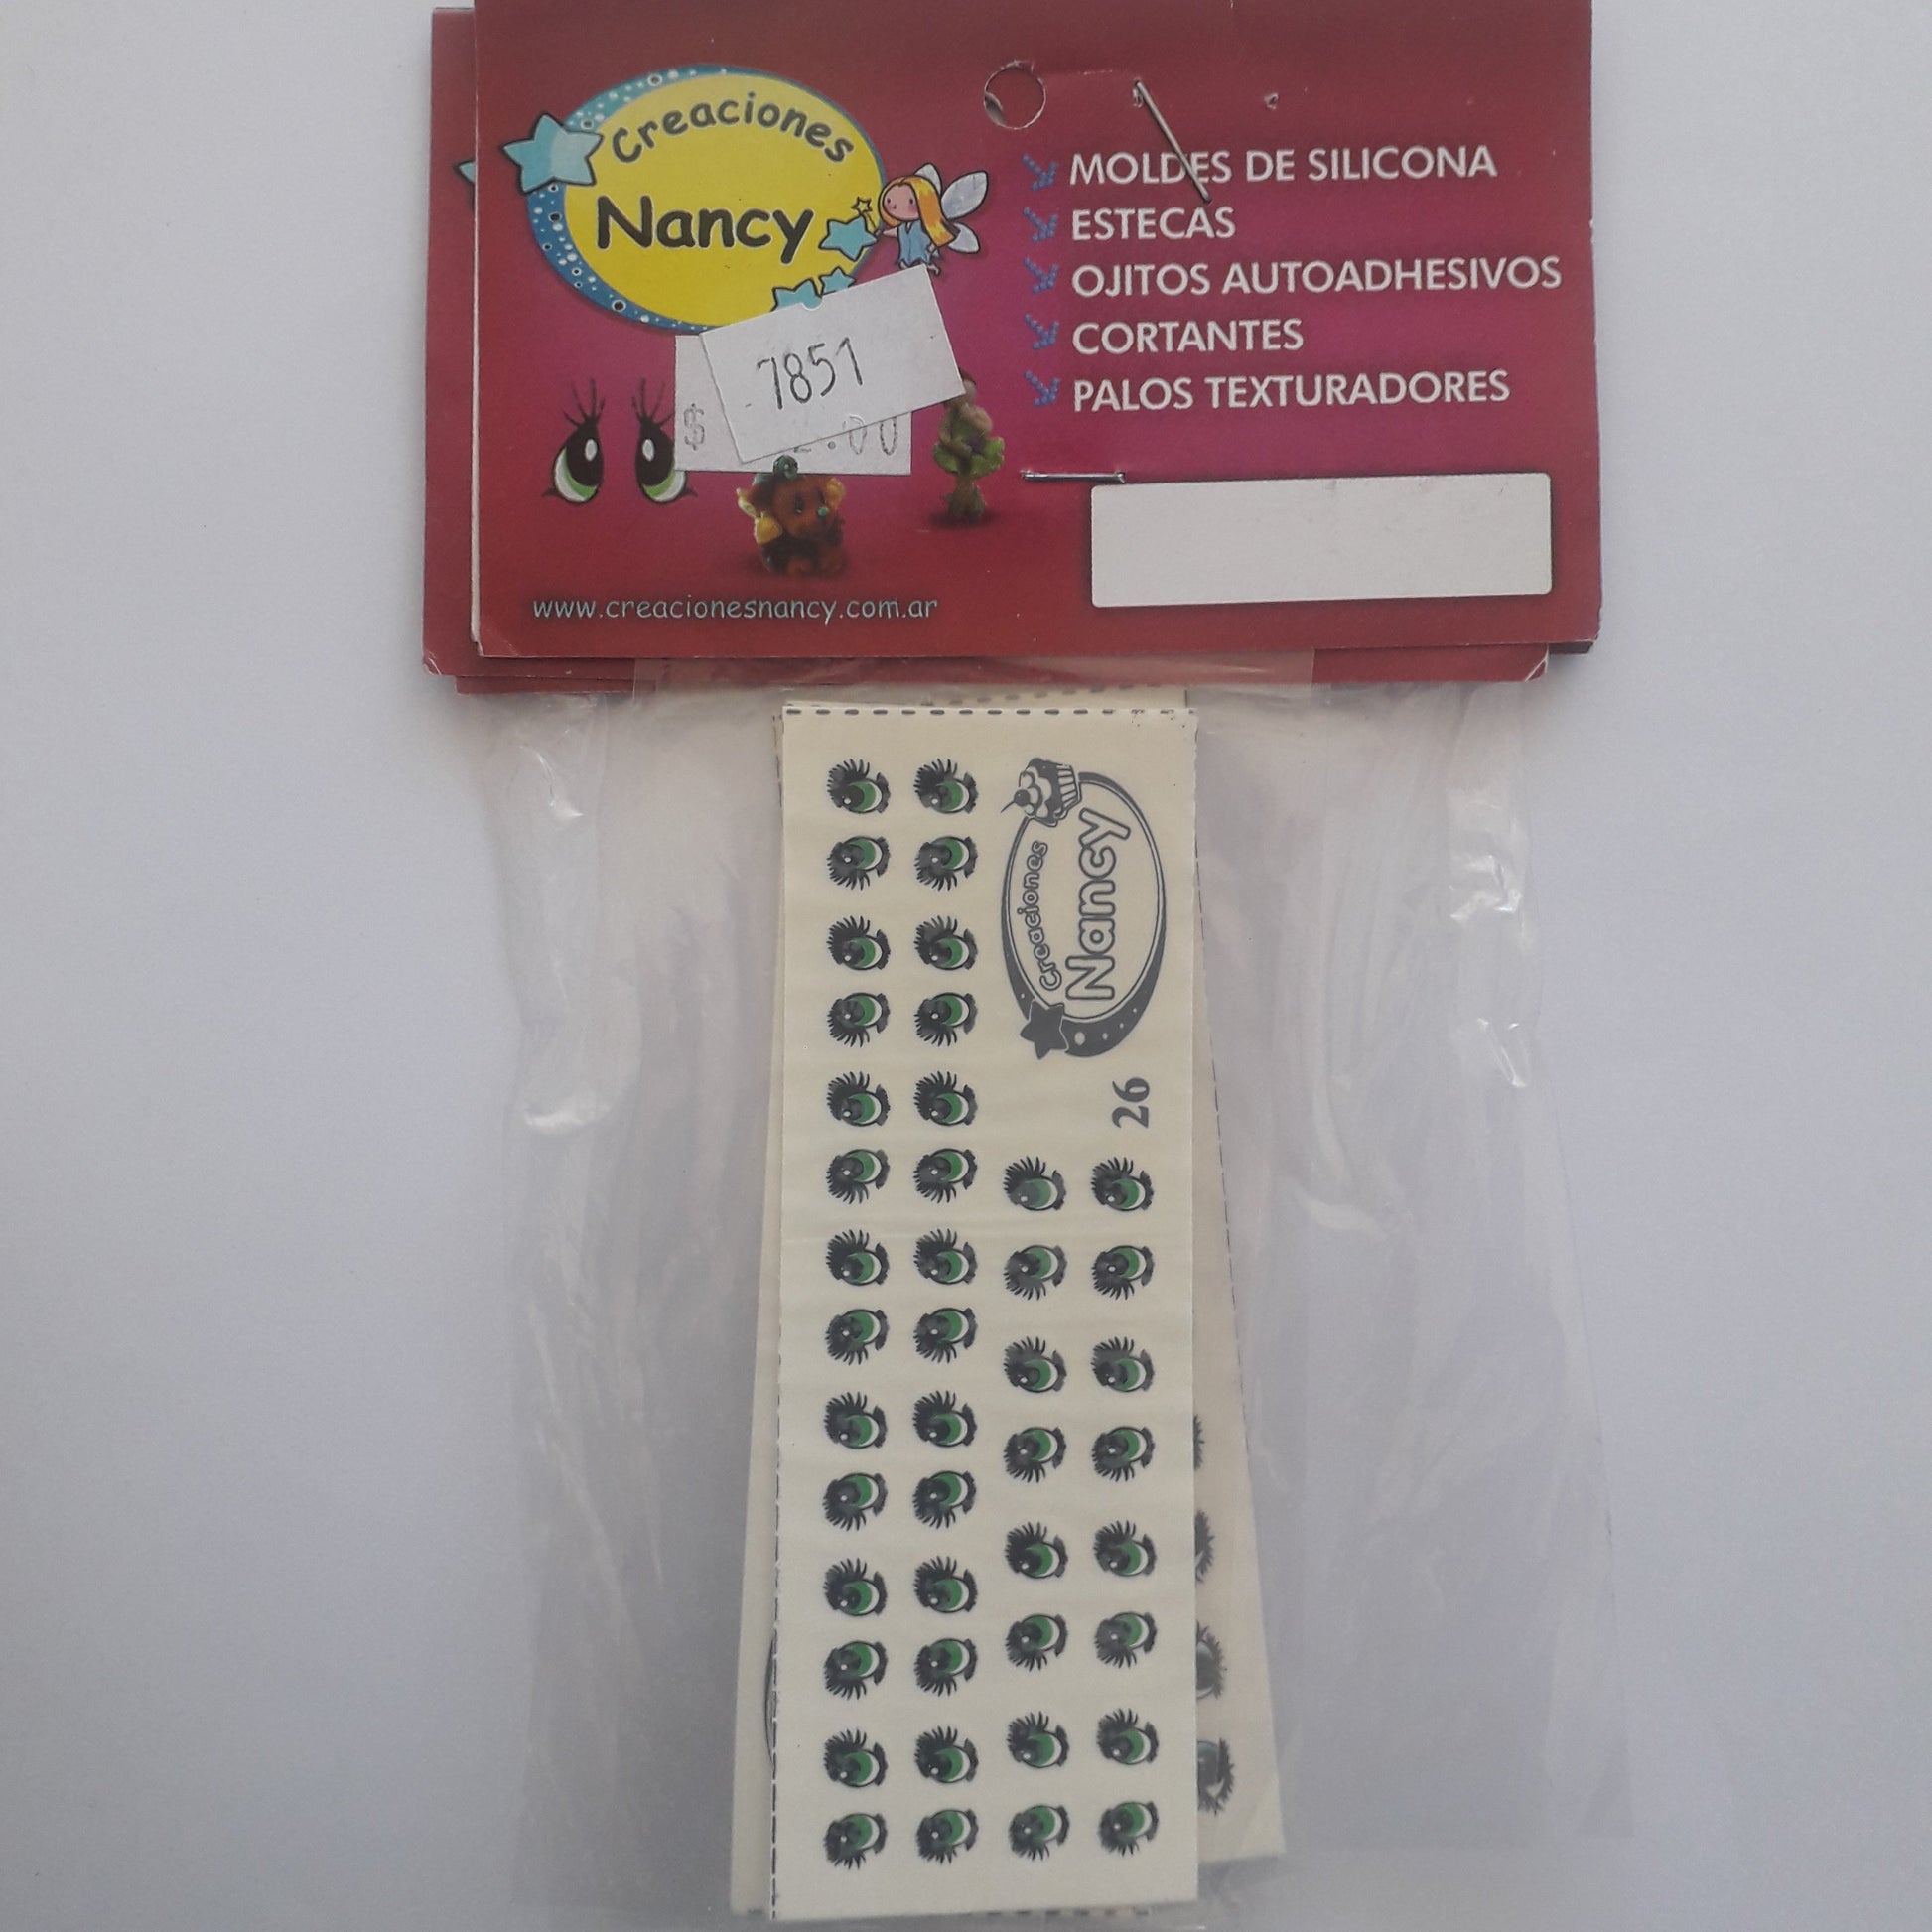 Creaciones
Nancy
MOLDES DE SILICONA
ESTECAS
OJITOS AUTOADHESIVOS
CORTANTES
PALOS TEXTURADORES
7851
$ .00
www.creacionesnancy.com.ar
Creaciones
Nancy
26